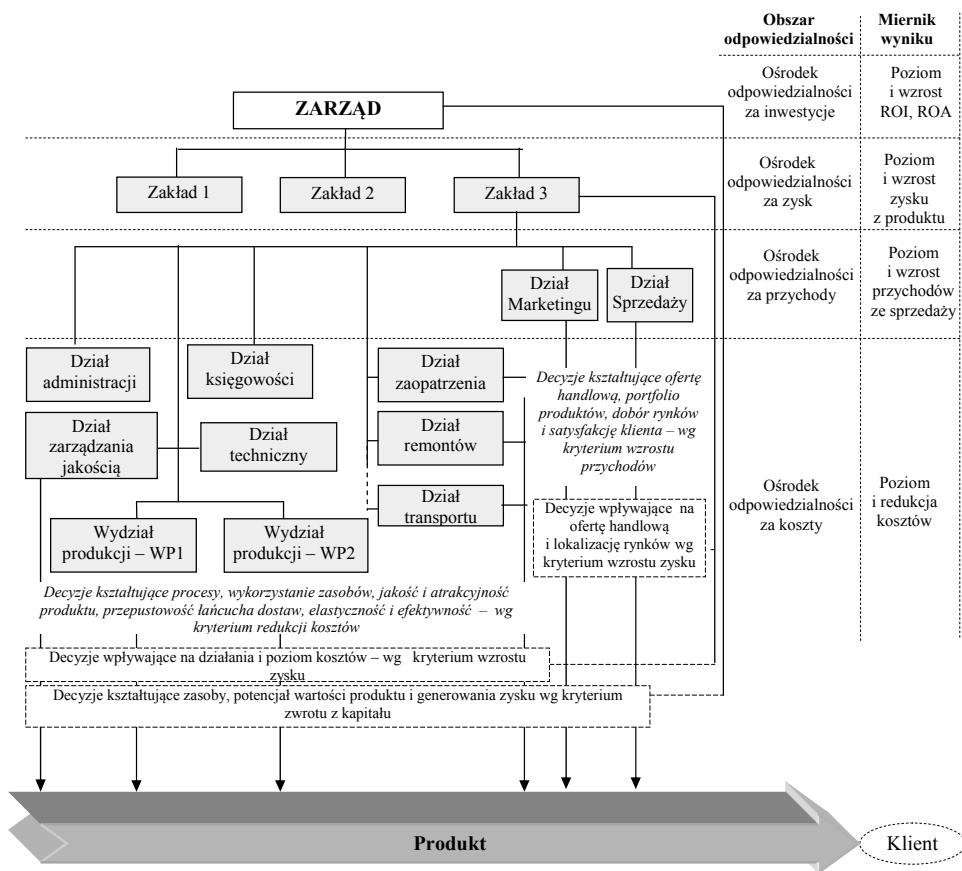 Obszar
odpowiedzialności
Miernik
wyniku
ZARZĄD
Ośrodek
odpowiedzialności
za inwestycje
Poziom
i wzrost
ROI, ROA
Zakład 1
Zakład 2
Zakład 3
Ośrodek
odpowiedzialności
za zysk
Poziom
i wzrost
zysku
z produktu
Dział
Marketingu
Dział
Sprzedaży
Ośrodek
odpowiedzialności
za przychody
Poziom
i wzrost
przychodów
ze sprzedaży
Dział
administracji
Dział
księgowości
Dział
zaopatrzenia
Decyzje kształtujące ofertę
handlową, portfolio
produktów, dobór rynków
i satysfakcję klienta – wg
kryterium wzrostu
przychodów
Dział
zarządzania
jakością
Dział
techniczny
Dział
remontów
Dział
transportu
Ośrodek
odpowiedzialności
za koszty
Poziom
i redukcja
kosztów
Wydział
produkcji – WP1
Wydział
produkcji – WP2
Decyzje wpływające na
ofertę handlową
i lokalizację rynków wg
kryterium wzrostu zysku
Decyzje kształtujące procesy, wykorzystanie zasobów, jakość i atrakcyjność
produktu, przepustowość łańcucha dostaw, elastyczność i efektywność – wg
kryterium redukcji kosztów
Decyzje wpływające na działania i poziom kosztów – wg kryterium wzrostu
zysku
Decyzje kształtujące zasoby, potencjał wartości produktu i generowania zysku wg kryterium
zwrotu z kapitału
Produkt
Klient